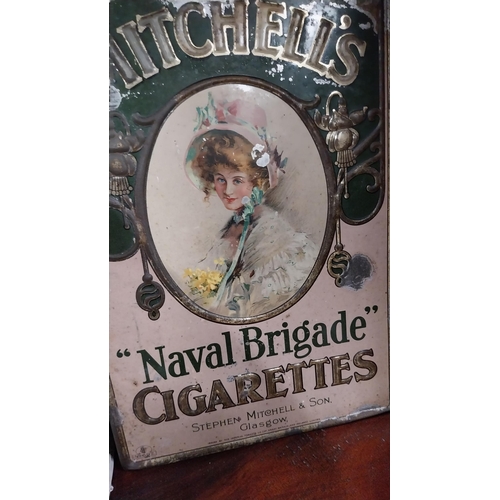 MITCHELL'S
"Naval Brigade"
CIGARETTES
STEPHEN MITCHELL & SON,
Glasgow.